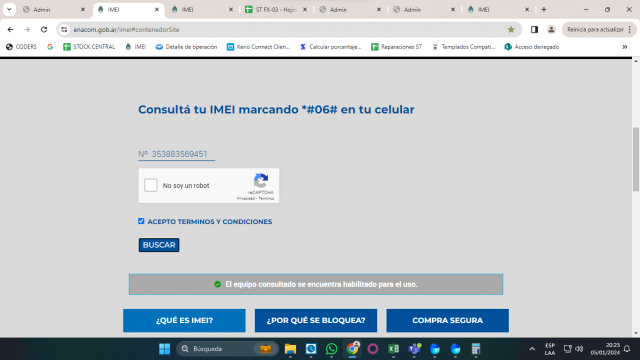 Admin
IMEI
IMEI
ST FX-03 - Hoja
Admin
Admin
IMEI
enacom.gob.ar/imei#contenedorSite
Reinicia para actualizar
CODERS
G
STOCK CENTRAL
IMEI
Detalle de operación
Kerio Connect Clien...
Calcular porcentaje...
Reparaciones ST
Templados Compati...
Acceso denegado
Consultá tu IMEI marcando *#06# en tu celular
Nº 353883569451
No soy un robot
reCAPTCHA
Privacidad - Términos
ACEPTO TERMINOS Y CONDICIONES
BUSCAR
El equipo consultado se encuentra habilitado para el uso.
¿QUÉ ES IMEI?
¿POR QUÉ SE BLOQUEA?
COMPRA SEGURA
Búsqueda
ESP
LAA
20:23
05/01/2024